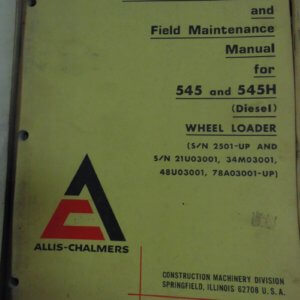 and
Field Maintenance
Manual
for
545 and 545H
(Diesel)
WHEEL LOADER
(S/N 2501-UP AND
S/N 21U03001, 34M03001,
48U03001, 78A03001-UP)
ALLIS-CHALMERS
CONSTRUCTION MACHINERY DIVISION
SPRINGFIELD, ILLINOIS 62708 U. S. A.